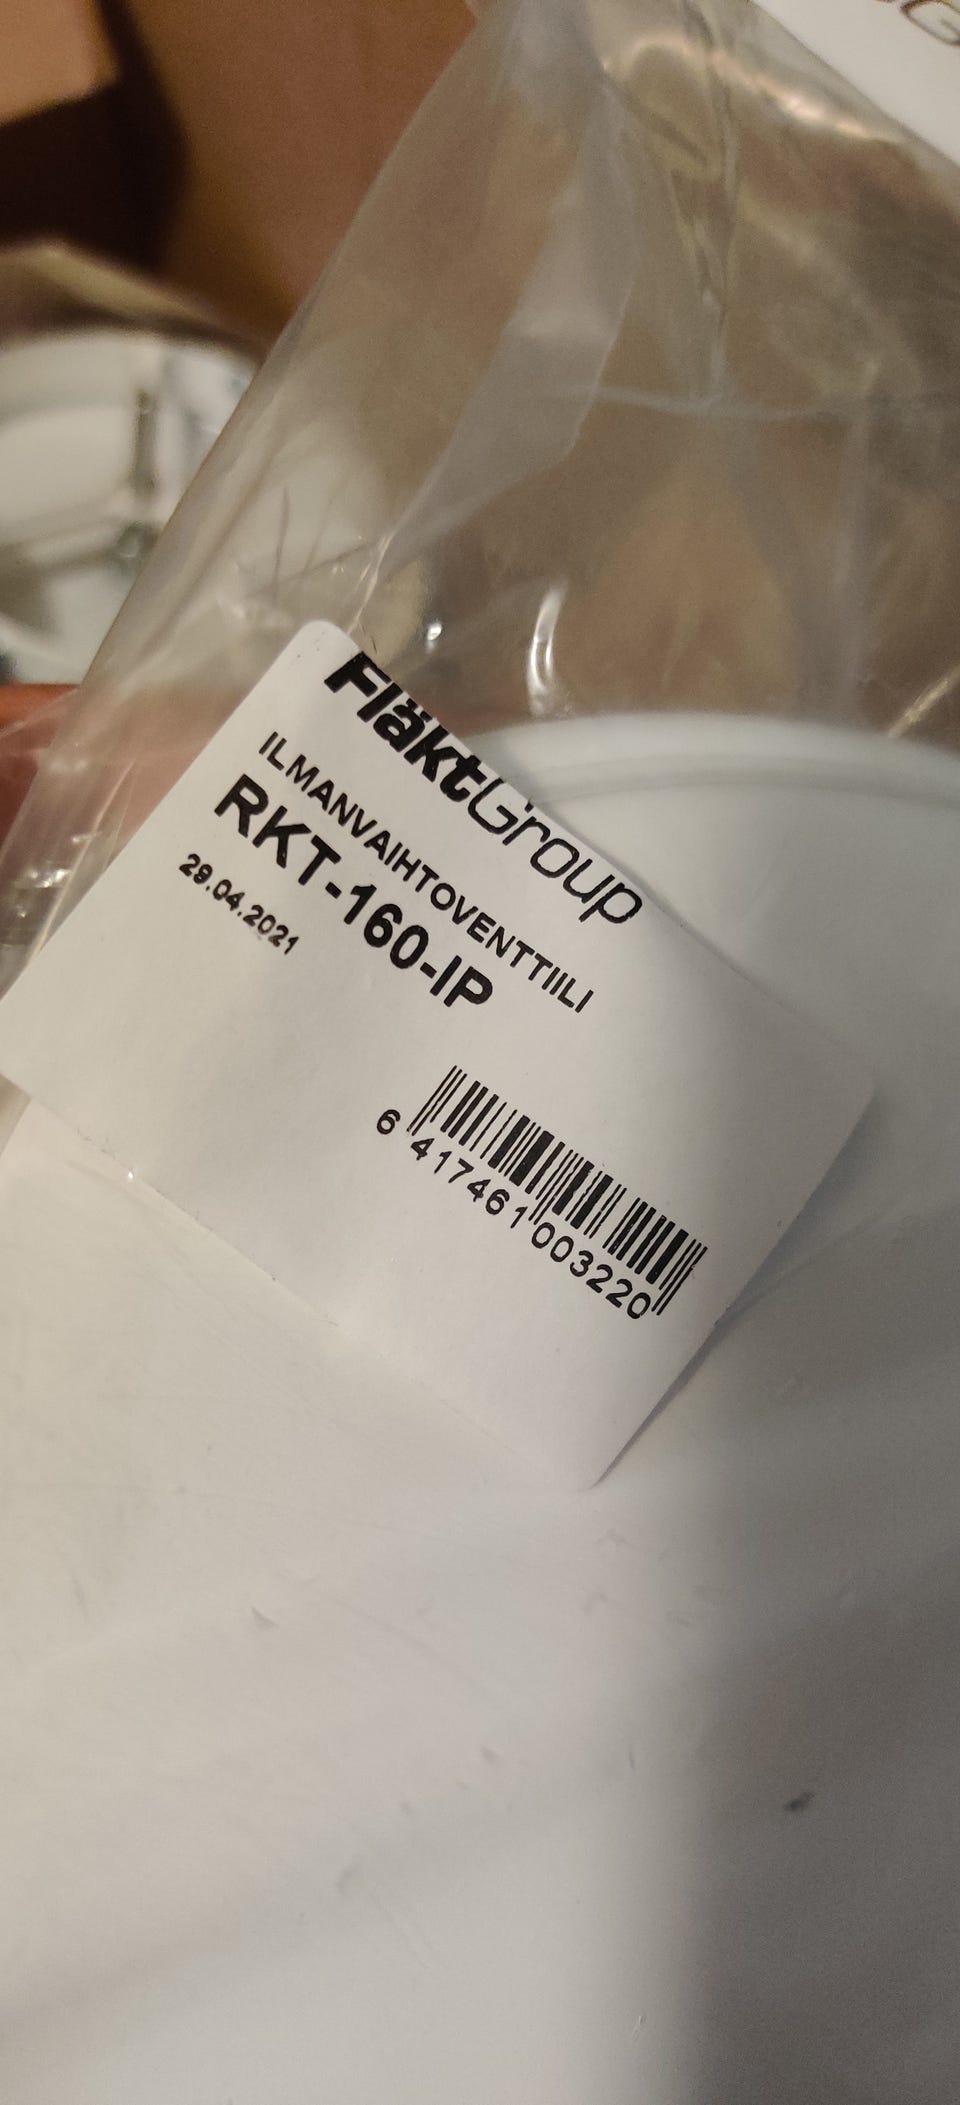 FläktGroup
ILMANVAIHTOVENTTIILI
RKT-160-IP
29.04.2021
6 417461 003220